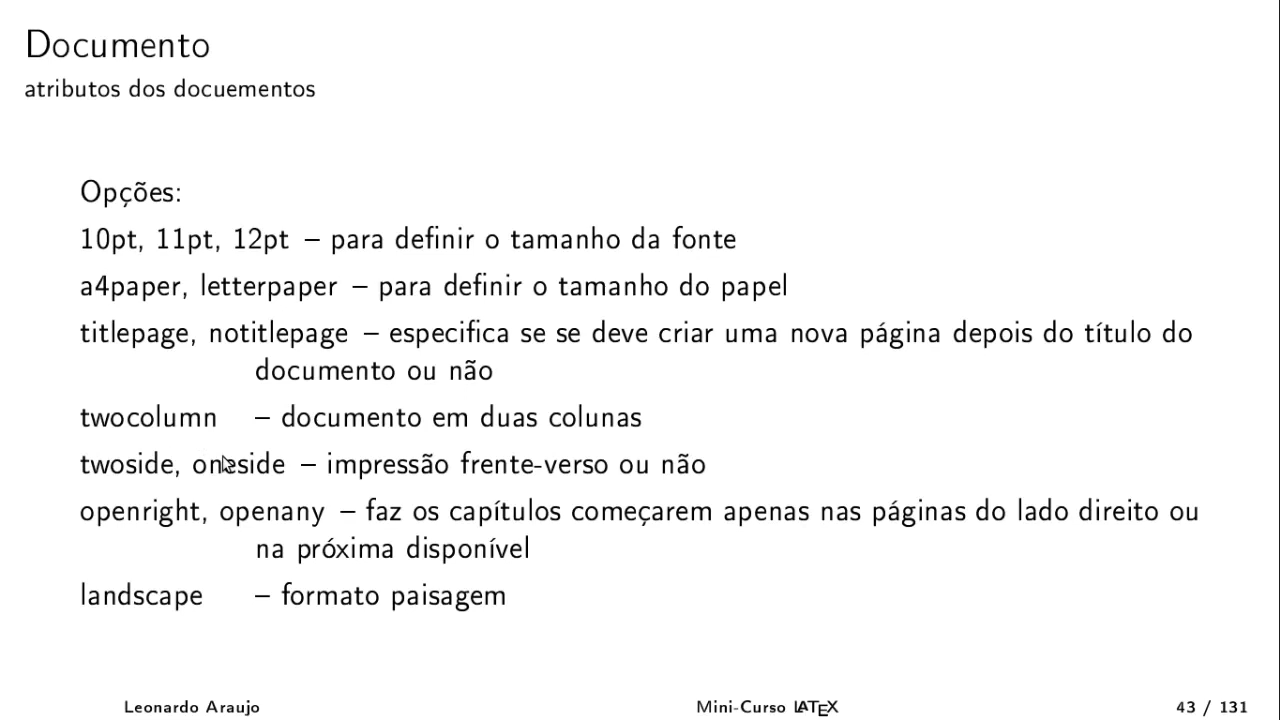 Documento
atributos dos docuementos
Opções:
10pt, 11pt, 12pt – para definir o tamanho da fonte
a4paper, letterpaper – para definir o tamanho do papel
titlepage, notitlepage – especifica se se deve criar uma nova página depois do título do
documento ou não
twocolumn – documento em duas colunas
twoside, oneside – impressão frente-verso ou não
openright, openany – faz os capítulos começarem apenas nas páginas do lado direito ou
na próxima disponível
landscape – formato paisagem
Leonardo Araujo Mini-Curso LATEX 43 / 131